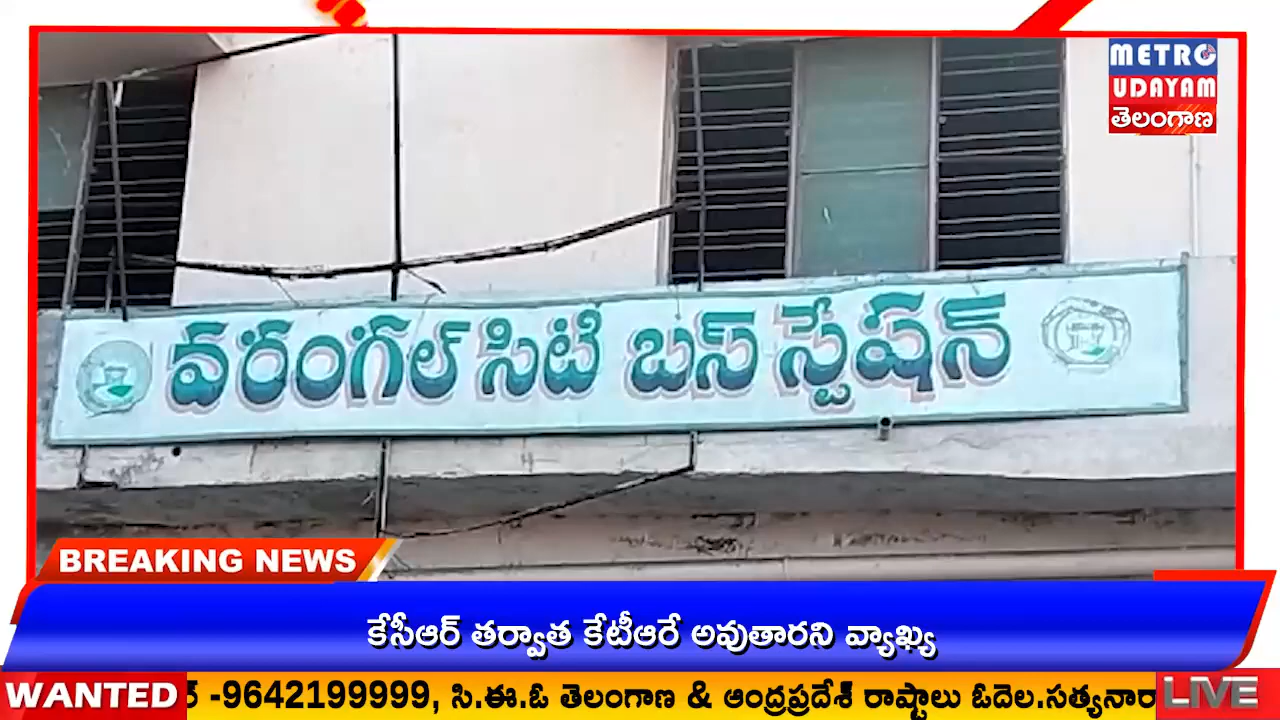 METRO
UDAYAM
తెలంగాణ
వరంగల్ సిటీ బస్ స్టేషన్
BREAKING NEWS
కేసీఆర్ తర్వాత కేటీఆరే అవుతారని వ్యాఖ్య
WANTED
-9642199999, సి.ఈ.ఓ తెలంగాణ & ఆంధ్రప్రదేశ్ రాష్టాలు ఓదెల.సత్యనారా
LIVE